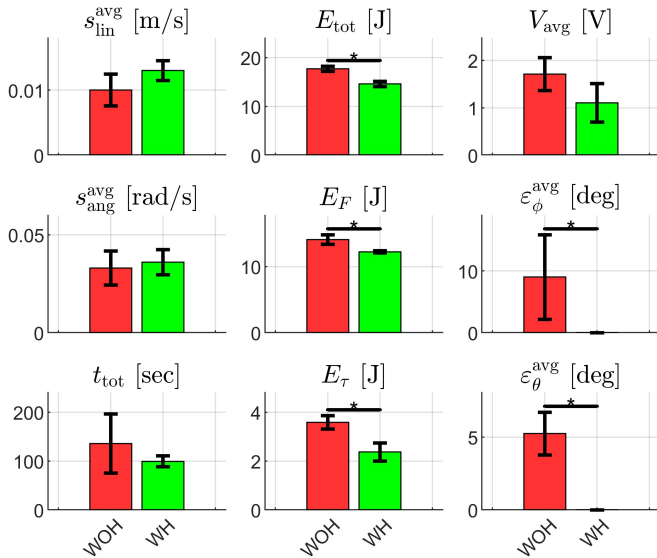 s_lin^avg [m/s]
E_tot [J]
V_avg [V]
0.01
0
*
20
10
0
2
1
0
s_ang^avg [rad/s]
E_F [J]
ε_ϕ^avg [deg]
0.05
0
*
10
0
*
10
0
t_tot [sec]
E_τ [J]
ε_θ^avg [deg]
200
100
0
*
4
2
0
*
5
0
WOH WH
WOH WH
WOH WH